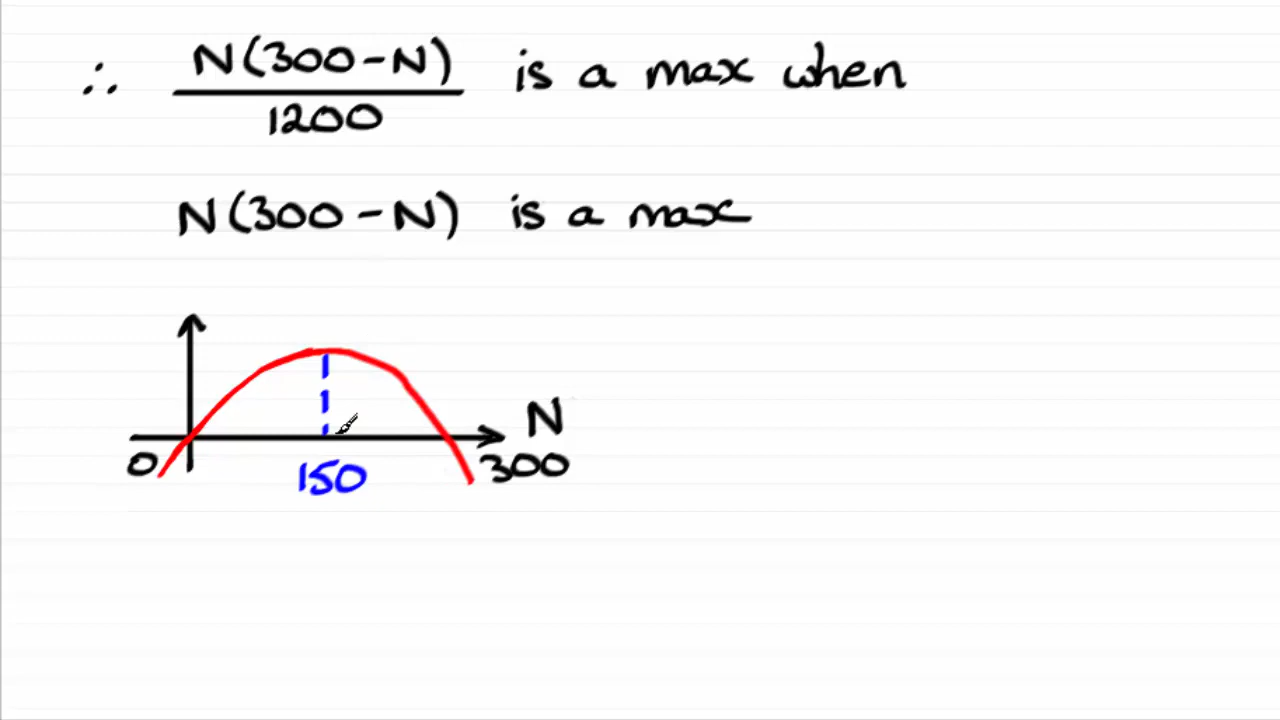 ∴ N(300-N)/1200 is a max when
N(300-N) is a max
N
0 150 300